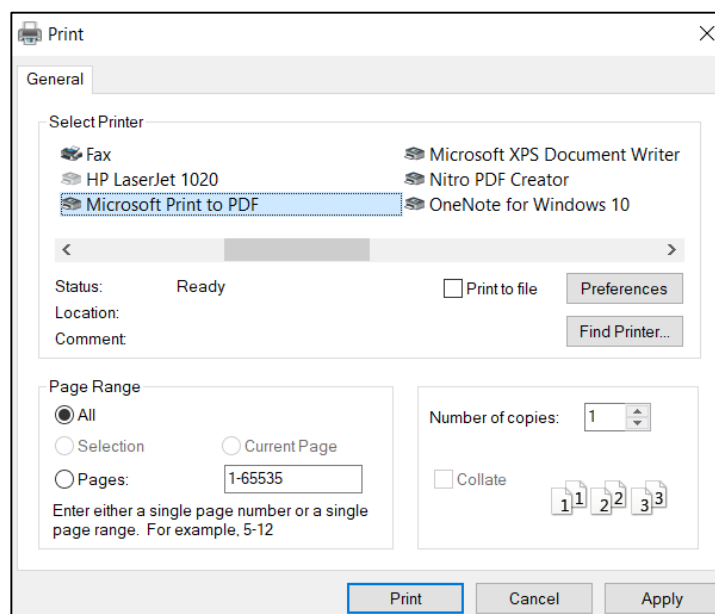 Print
General
Select Printer
Fax
HP LaserJet 1020
Microsoft Print to PDF
Microsoft XPS Document Writer
Nitro PDF Creator
OneNote for Windows 10
Status: Ready
Location:
Comment:
Print to file
Preferences
Find Printer...
Page Range
All
Selection
Current Page
Pages: 1-65535
Enter either a single page number or a single
page range. For example, 5-12
Number of copies: 1
Collate
1 1 2 2 3 3
Print Cancel Apply